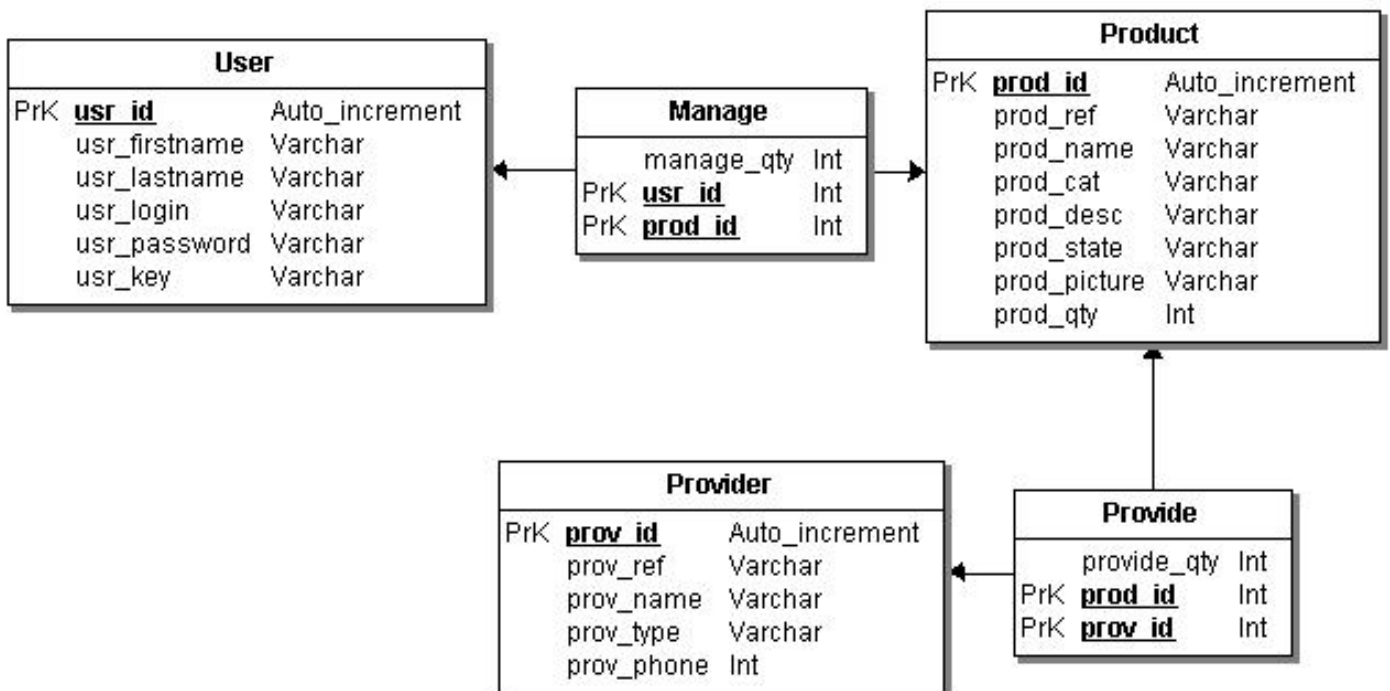 User
PrK usr_id Auto_increment
usr_firstname Varchar
usr_lastname Varchar
usr_login Varchar
usr_password Varchar
usr_key Varchar
Manage
manage_qty Int
PrK usr_id Int
PrK prod_id Int
Product
PrK prod_id Auto_increment
prod_ref Varchar
prod_name Varchar
prod_cat Varchar
prod_desc Varchar
prod_state Varchar
prod_picture Varchar
prod_qty Int
Provider
PrK prov_id Auto_increment
prov_ref Varchar
prov_name Varchar
prov_type Varchar
prov_phone Int
Provide
provide_qty Int
PrK prod_id Int
PrK prov_id Int